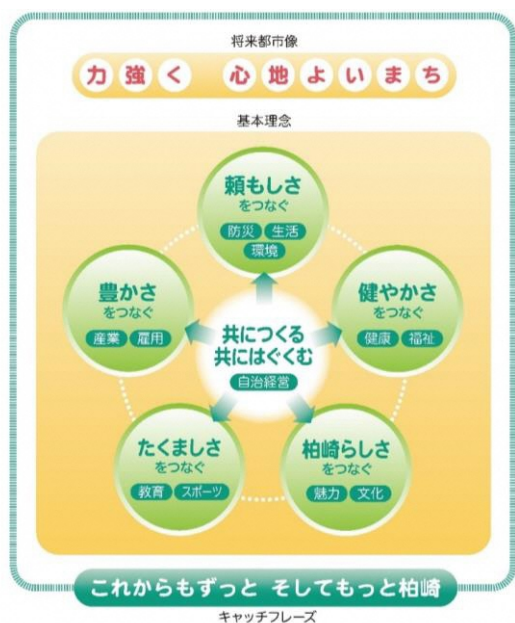 将来都市像
力強く 心地よいまち
基本理念
頼もしさ
をつなぐ
防災 生活
環境
豊かさ
をつなぐ
産業 雇用
健やかさ
をつなぐ
健康 福祉
共につくる
共にはぐくむ
自治経営
たくましさ
をつなぐ
教育 スポーツ
柏崎らしさ
をつなぐ
魅力 文化
これからもずっと そしてもっと柏崎
キャッチフレーズ